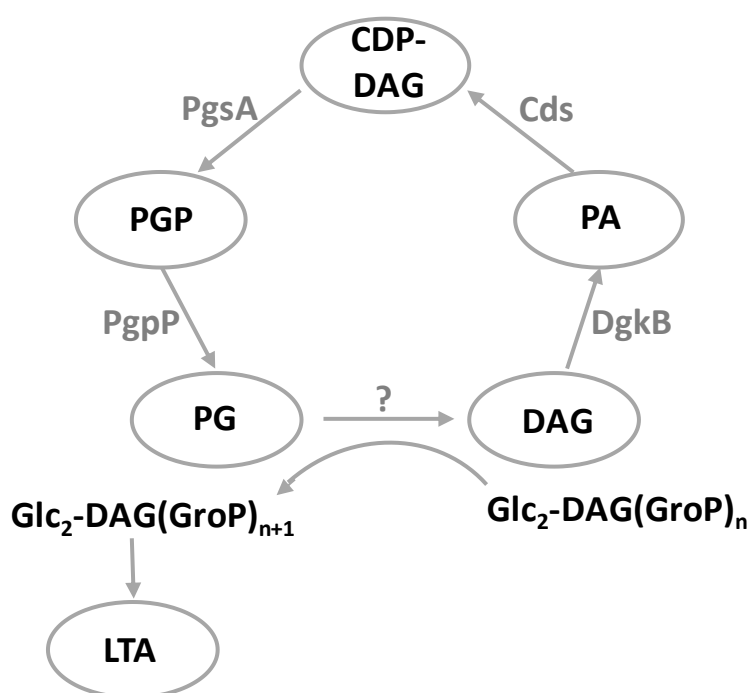 CDP-
DAG
PgsA
Cds
PGP
PA
PgpP
DgkB
PG
?
DAG
Glc₂-DAG(GroP)ₙ₊₁
Glc₂-DAG(GroP)ₙ
LTA